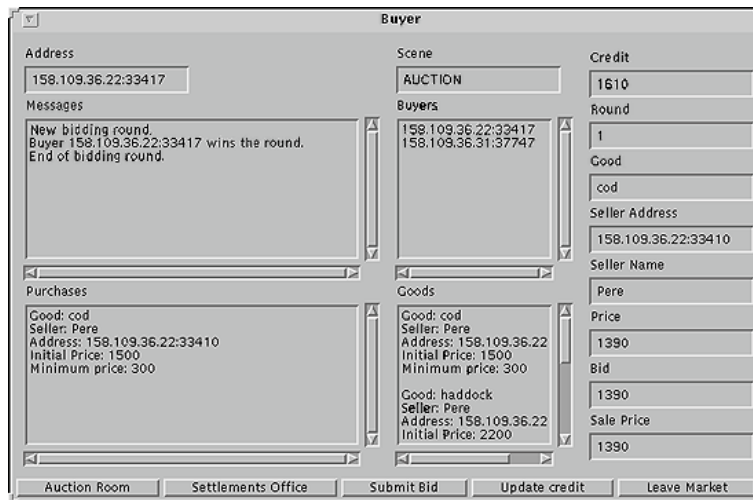 Buyer
Address
158.109.36.22:33417
Scene
AUCTION
Credit
1610
Messages
New bidding round.
Buyer 158.109.36.22:33417 wins the round.
End of bidding round.
Buyers
158.109.36.22:33417
158.109.36.31:37747
Round
1
Good
cod
Seller Address
158.109.36.22:33410
Seller Name
Pere
Purchases
Good: cod
Seller: Pere
Address: 158.109.36.22:33410
Initial Price: 1500
Minimum price: 300
Goods
Good: cod
Seller: Pere
Address: 158.109.36.22
Initial Price: 1500
Minimum price: 300
Good: haddock
Seller: Pere
Address: 158.109.36.22
Initial Price: 2200
Price
1390
Bid
1390
Sale Price
1390
Auction Room
Settlements Office
Submit Bid
Update credit
Leave Market